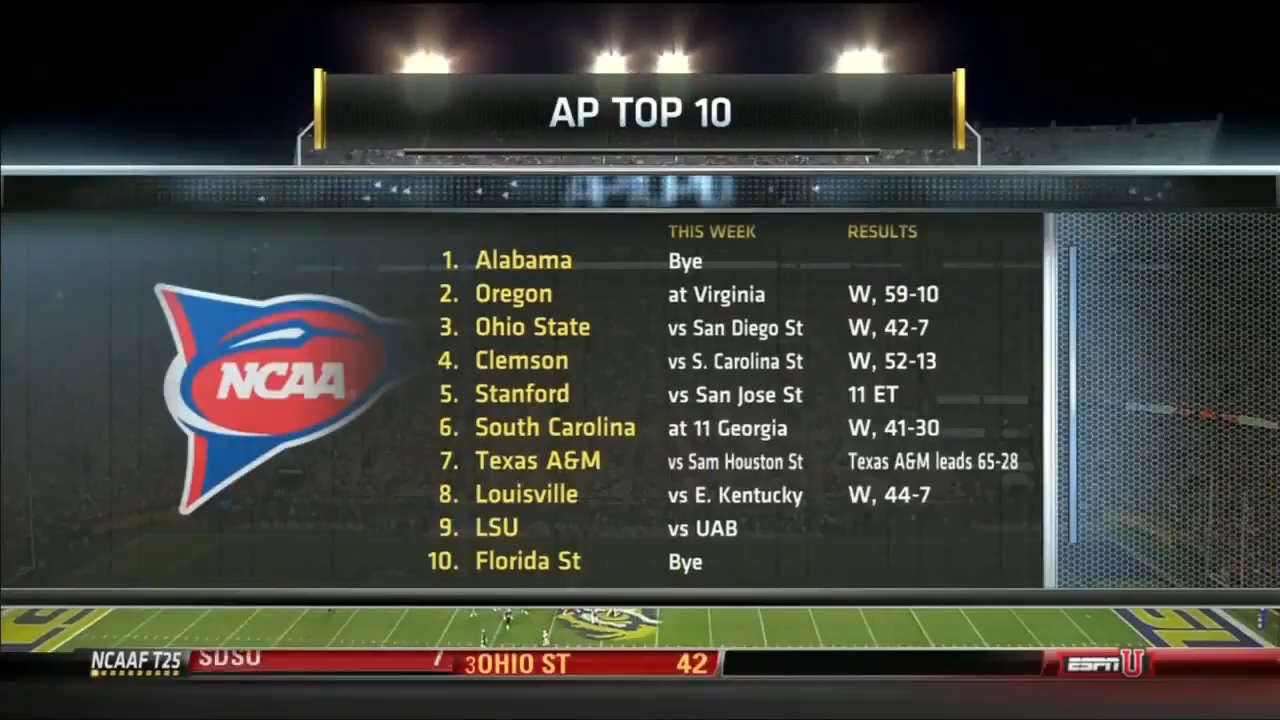 AP TOP 10
THIS WEEK RESULTS
1. Alabama Bye
2. Oregon at Virginia W, 59-10
3. Ohio State vs San Diego St W, 42-7
4. Clemson vs S. Carolina St W, 52-13
5. Stanford vs San Jose St 11 ET
6. South Carolina at 11 Georgia W, 41-30
7. Texas A&M vs Sam Houston St Texas A&M leads 65-28
8. Louisville vs E. Kentucky W, 44-7
9. LSU vs UAB
10. Florida St Bye
NCAA
NCAAF T25 SDSU 7 3 OHIO ST 42 ESPN U